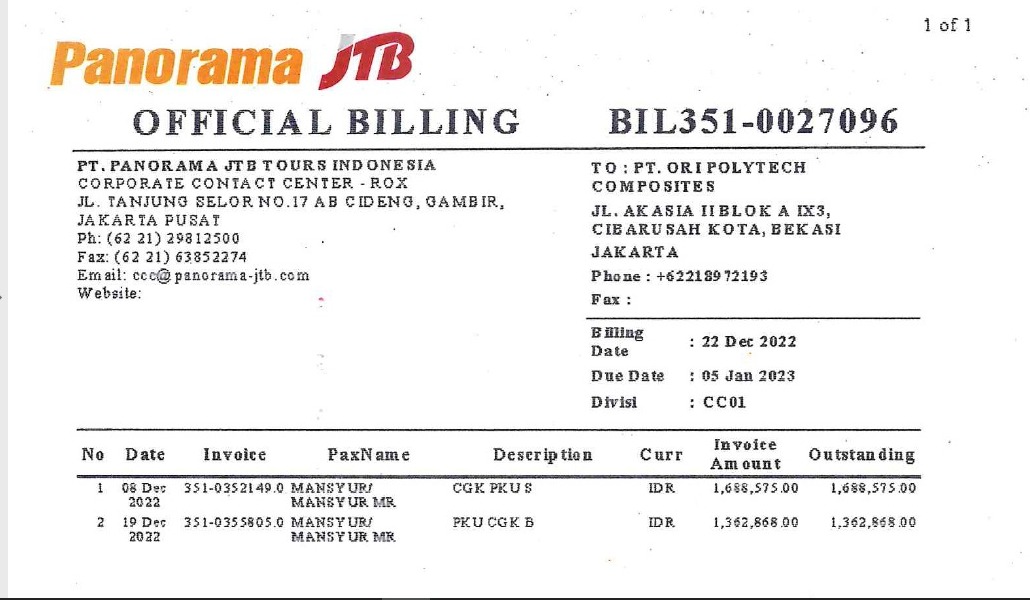 1 of 1
Panorama JTB
OFFICIAL BILLING
BIL351-0027096
PT. PANORAMA JTB TOURS INDONESIA
CORPORATE CONTACT CENTER - ROX
JL. TANJUNG SELOR NO.17 AB CIDENG, GAMBIR,
JAKARTA PUSAT
Ph: (62 21) 29812500
Fax: (62 21) 63852274
Email: ccc@panorama-jtb.com
Website:
TO : PT. ORI POLYTECH
COMPOSITES
JL. AKASIA II BLOK A IX3,
CIBARUSAH KOTA, BEKASI
JAKARTA
Phone : +62218972193
Fax :
Billing
Date : 22 Dec 2022
Due Date : 05 Jan 2023
Divisi : CC01
No Date Invoice PaxName Description Curr Invoice Amount Outstanding
1 08 Dec 351-0352149.0 MANSYUR/ CGK PKU S IDR 1,688,575.00 1,688,575.00
2022 MANSYUR MR
2 19 Dec 351-0355805.0 MANSYUR/ PKU CGK B IDR 1,362,868.00 1,362,868.00
2022 MANSYUR MR